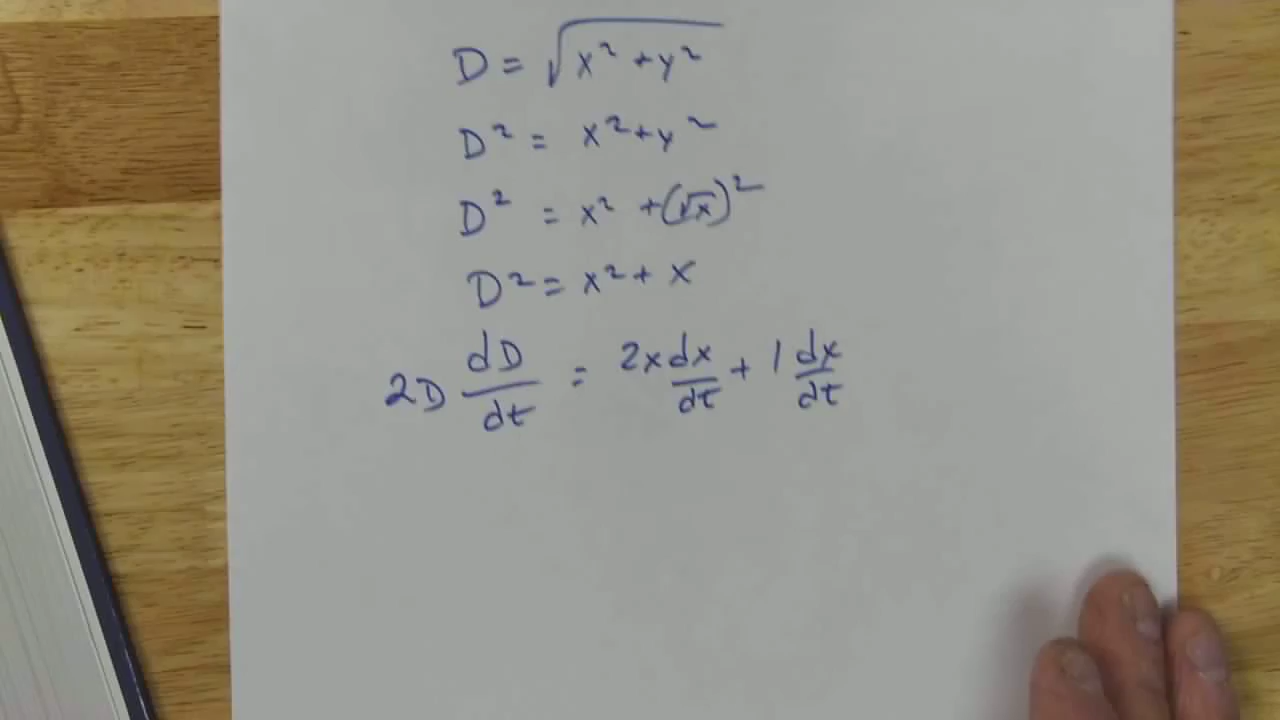 D = √x² + y²
D² = x² + y²
D² = x² + (√x)²
D² = x² + x
2D dD/dt = 2x dx/dt + 1 dx/dt